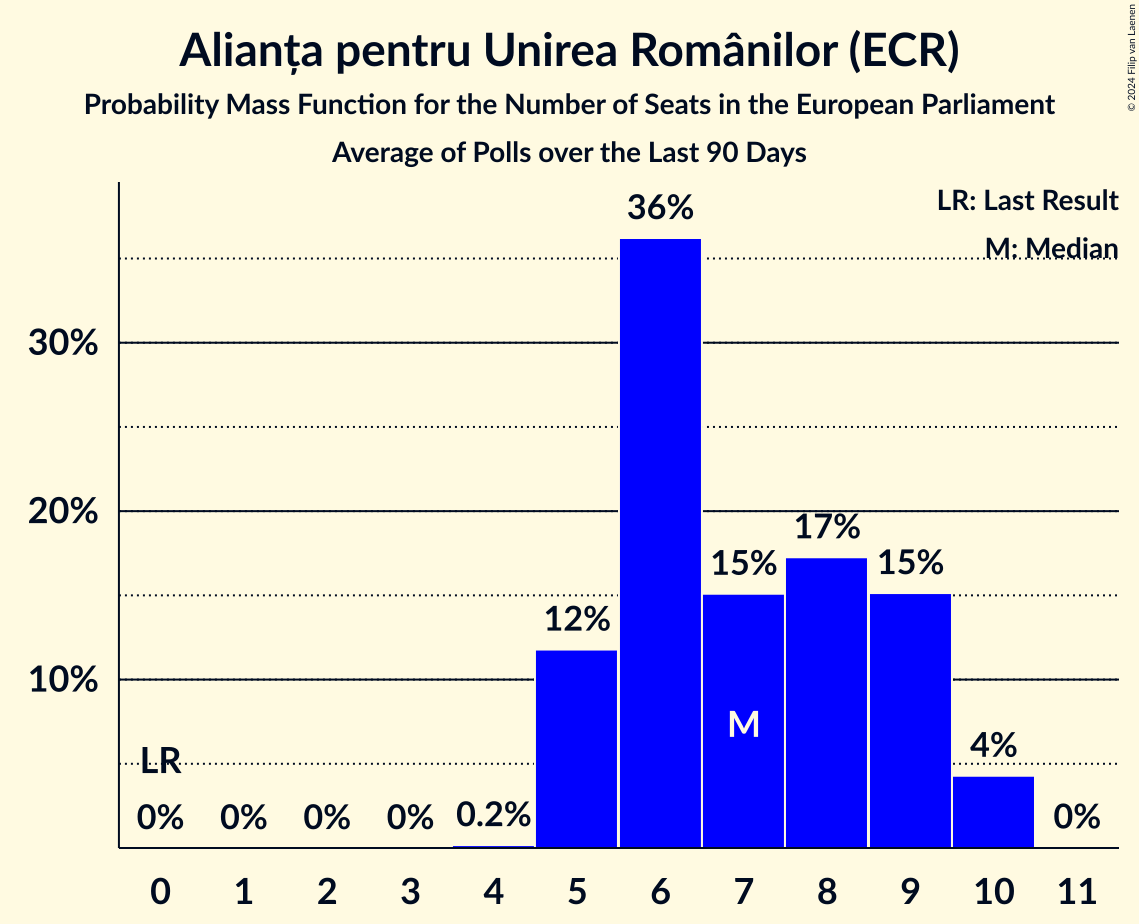 Alianța pentru Unirea Românilor (ECR)
Probability Mass Function for the Number of Seats in the European Parliament
Average of Polls over the Last 90 Days
© 2024 Filip van Laenen
LR: Last Result
M: Median
36%
30%
20%
17%
15%
15%
12%
10%
M
LR
4%
0%
0%
0%
0%
0.2%
0%
0 1 2 3 4 5 6 7 8 9 10 11